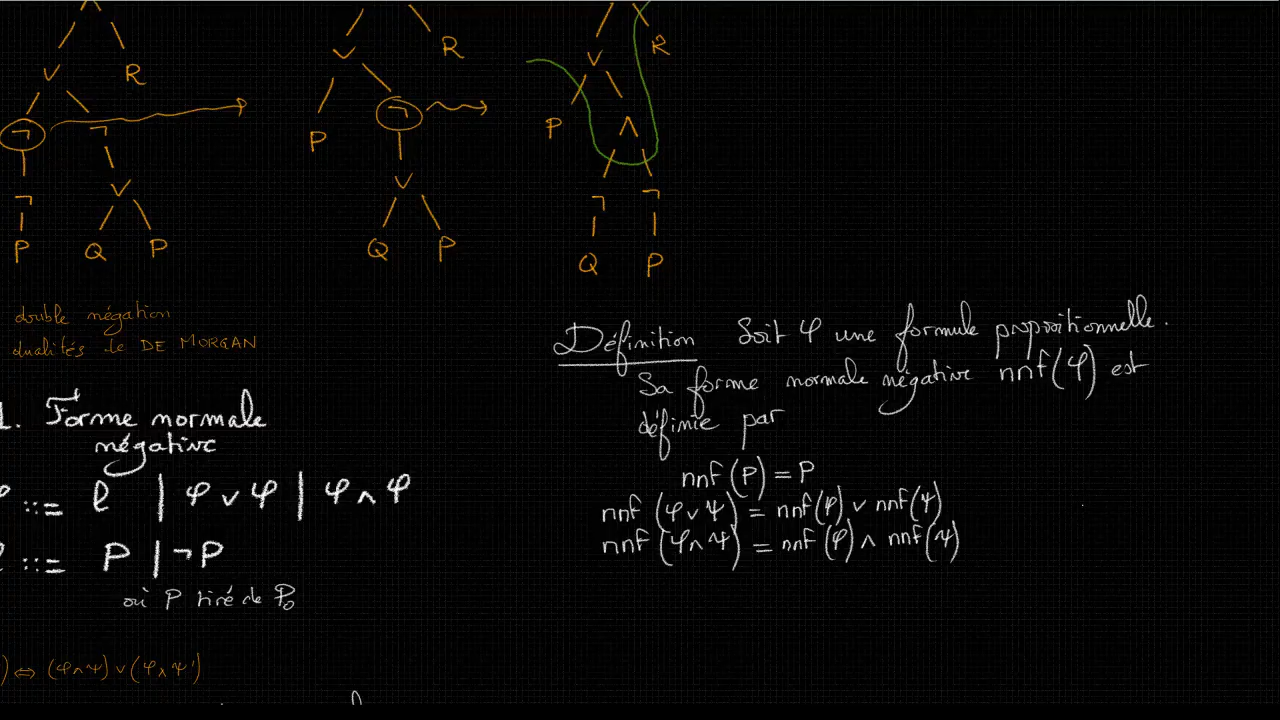 ∨ R
¬ ¬
¬ ∨
P Q P
∨ R
P ¬
∨
Q P
∨ R
P ∧
¬ ¬
Q P
double négation
dualités de DE MORGAN
1. Forme normale
négative
φ ::= ℓ | φ ∨ φ | φ ∧ φ
ℓ ::= P | ¬P
où P tiré de P₀
) ⇔ (φ∧ψ) ∨ (φ∧ψ')
Définition Soit φ une formule propositionnelle.
Sa forme normale négative nnf(φ) est
définie par
nnf(P) = P
nnf(φ ∨ ψ) = nnf(φ) ∨ nnf(ψ)
nnf(φ ∧ ψ) = nnf(φ) ∧ nnf(ψ)